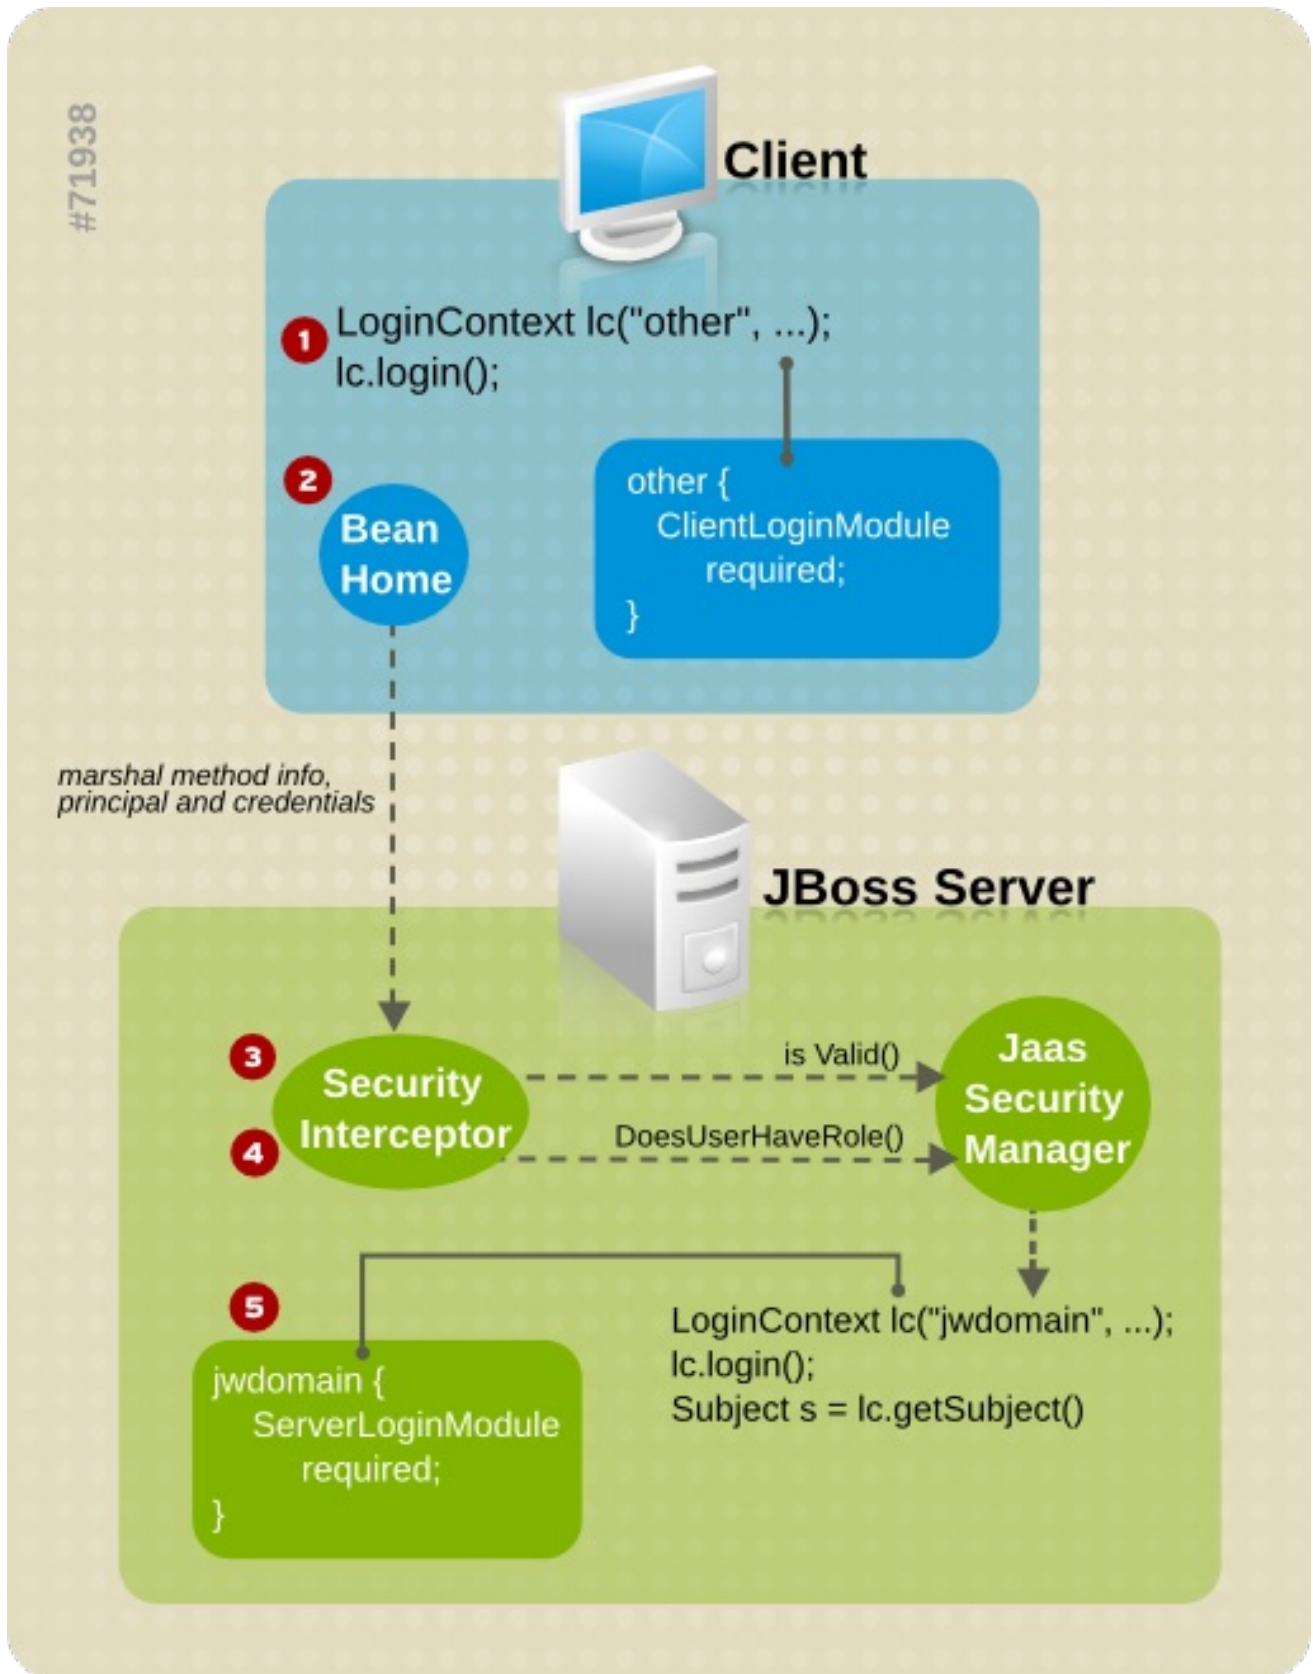 #71938
Client
1
LoginContext lc("other", ...);
lc.login();
2
Bean
Home
other {
ClientLoginModule
required;
}
marshal method info,
principal and credentials
JBoss Server
3
4
Security
Interceptor
is Valid()
DoesUserHaveRole()
Jaas
Security
Manager
5
jwdomain {
ServerLoginModule
required;
}
LoginContext lc("jwdomain", ...);
lc.login();
Subject s = lc.getSubject()